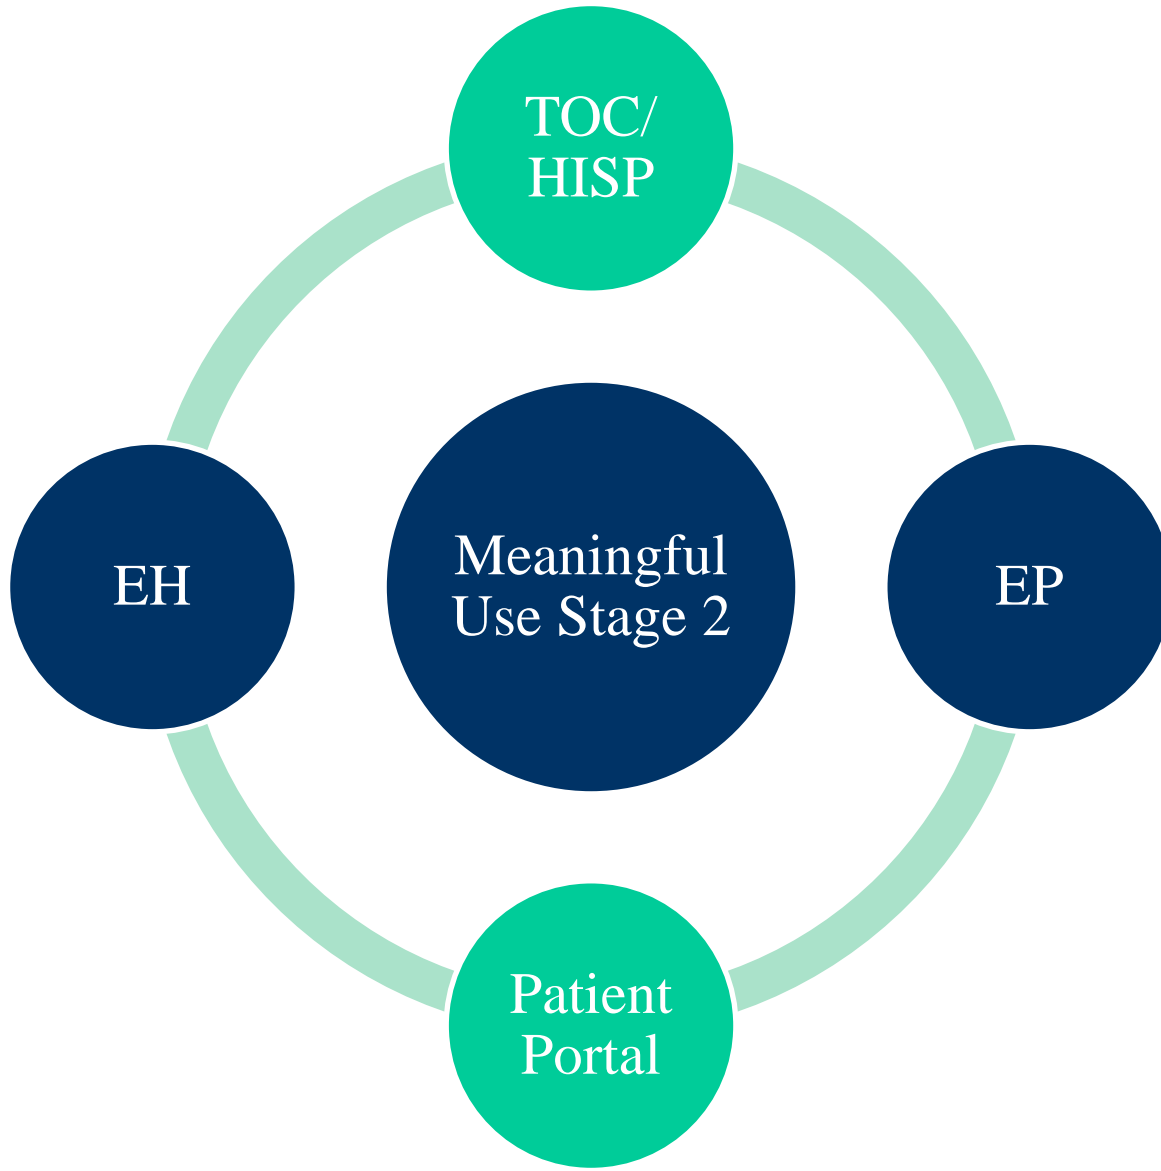 TOC/
HISP
EH
Meaningful
Use Stage 2
EP
Patient
Portal